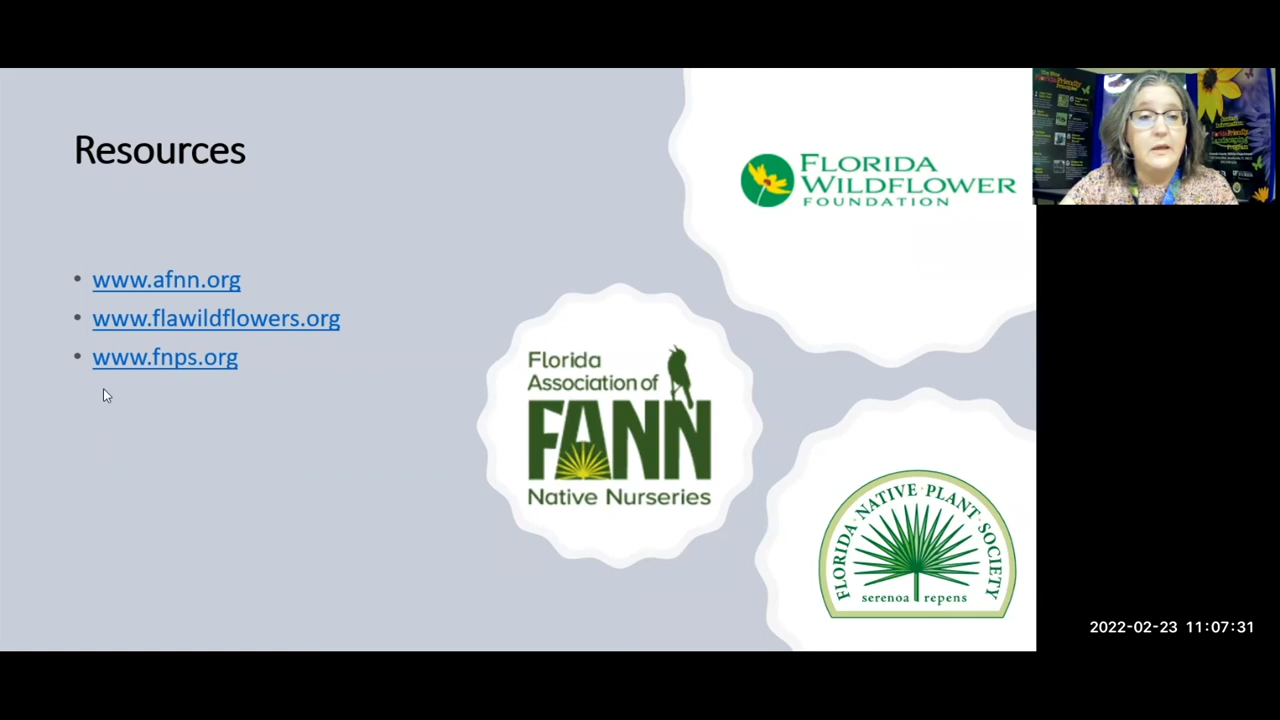 Resources
www.afnn.org
www.flawildflowers.org
www.fnps.org
FLORIDA
WILDFLOWER
FOUNDATION
Florida
Association of
FANN
Native Nurseries
FLORIDA · NATIVE · PLANT · SOCIETY
serenoa repens
2022-02-23 11:07:31